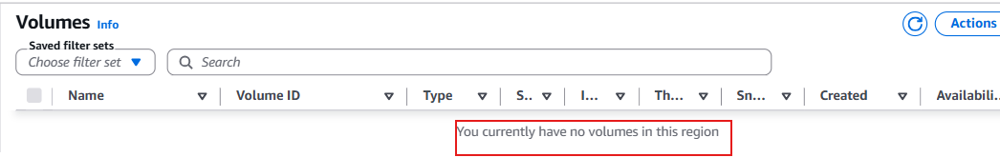 Volumes Info
Actions
Saved filter sets
Choose filter set
Search
Name Volume ID Type S.. I... Th... Sn... Created Availabili...
You currently have no volumes in this region